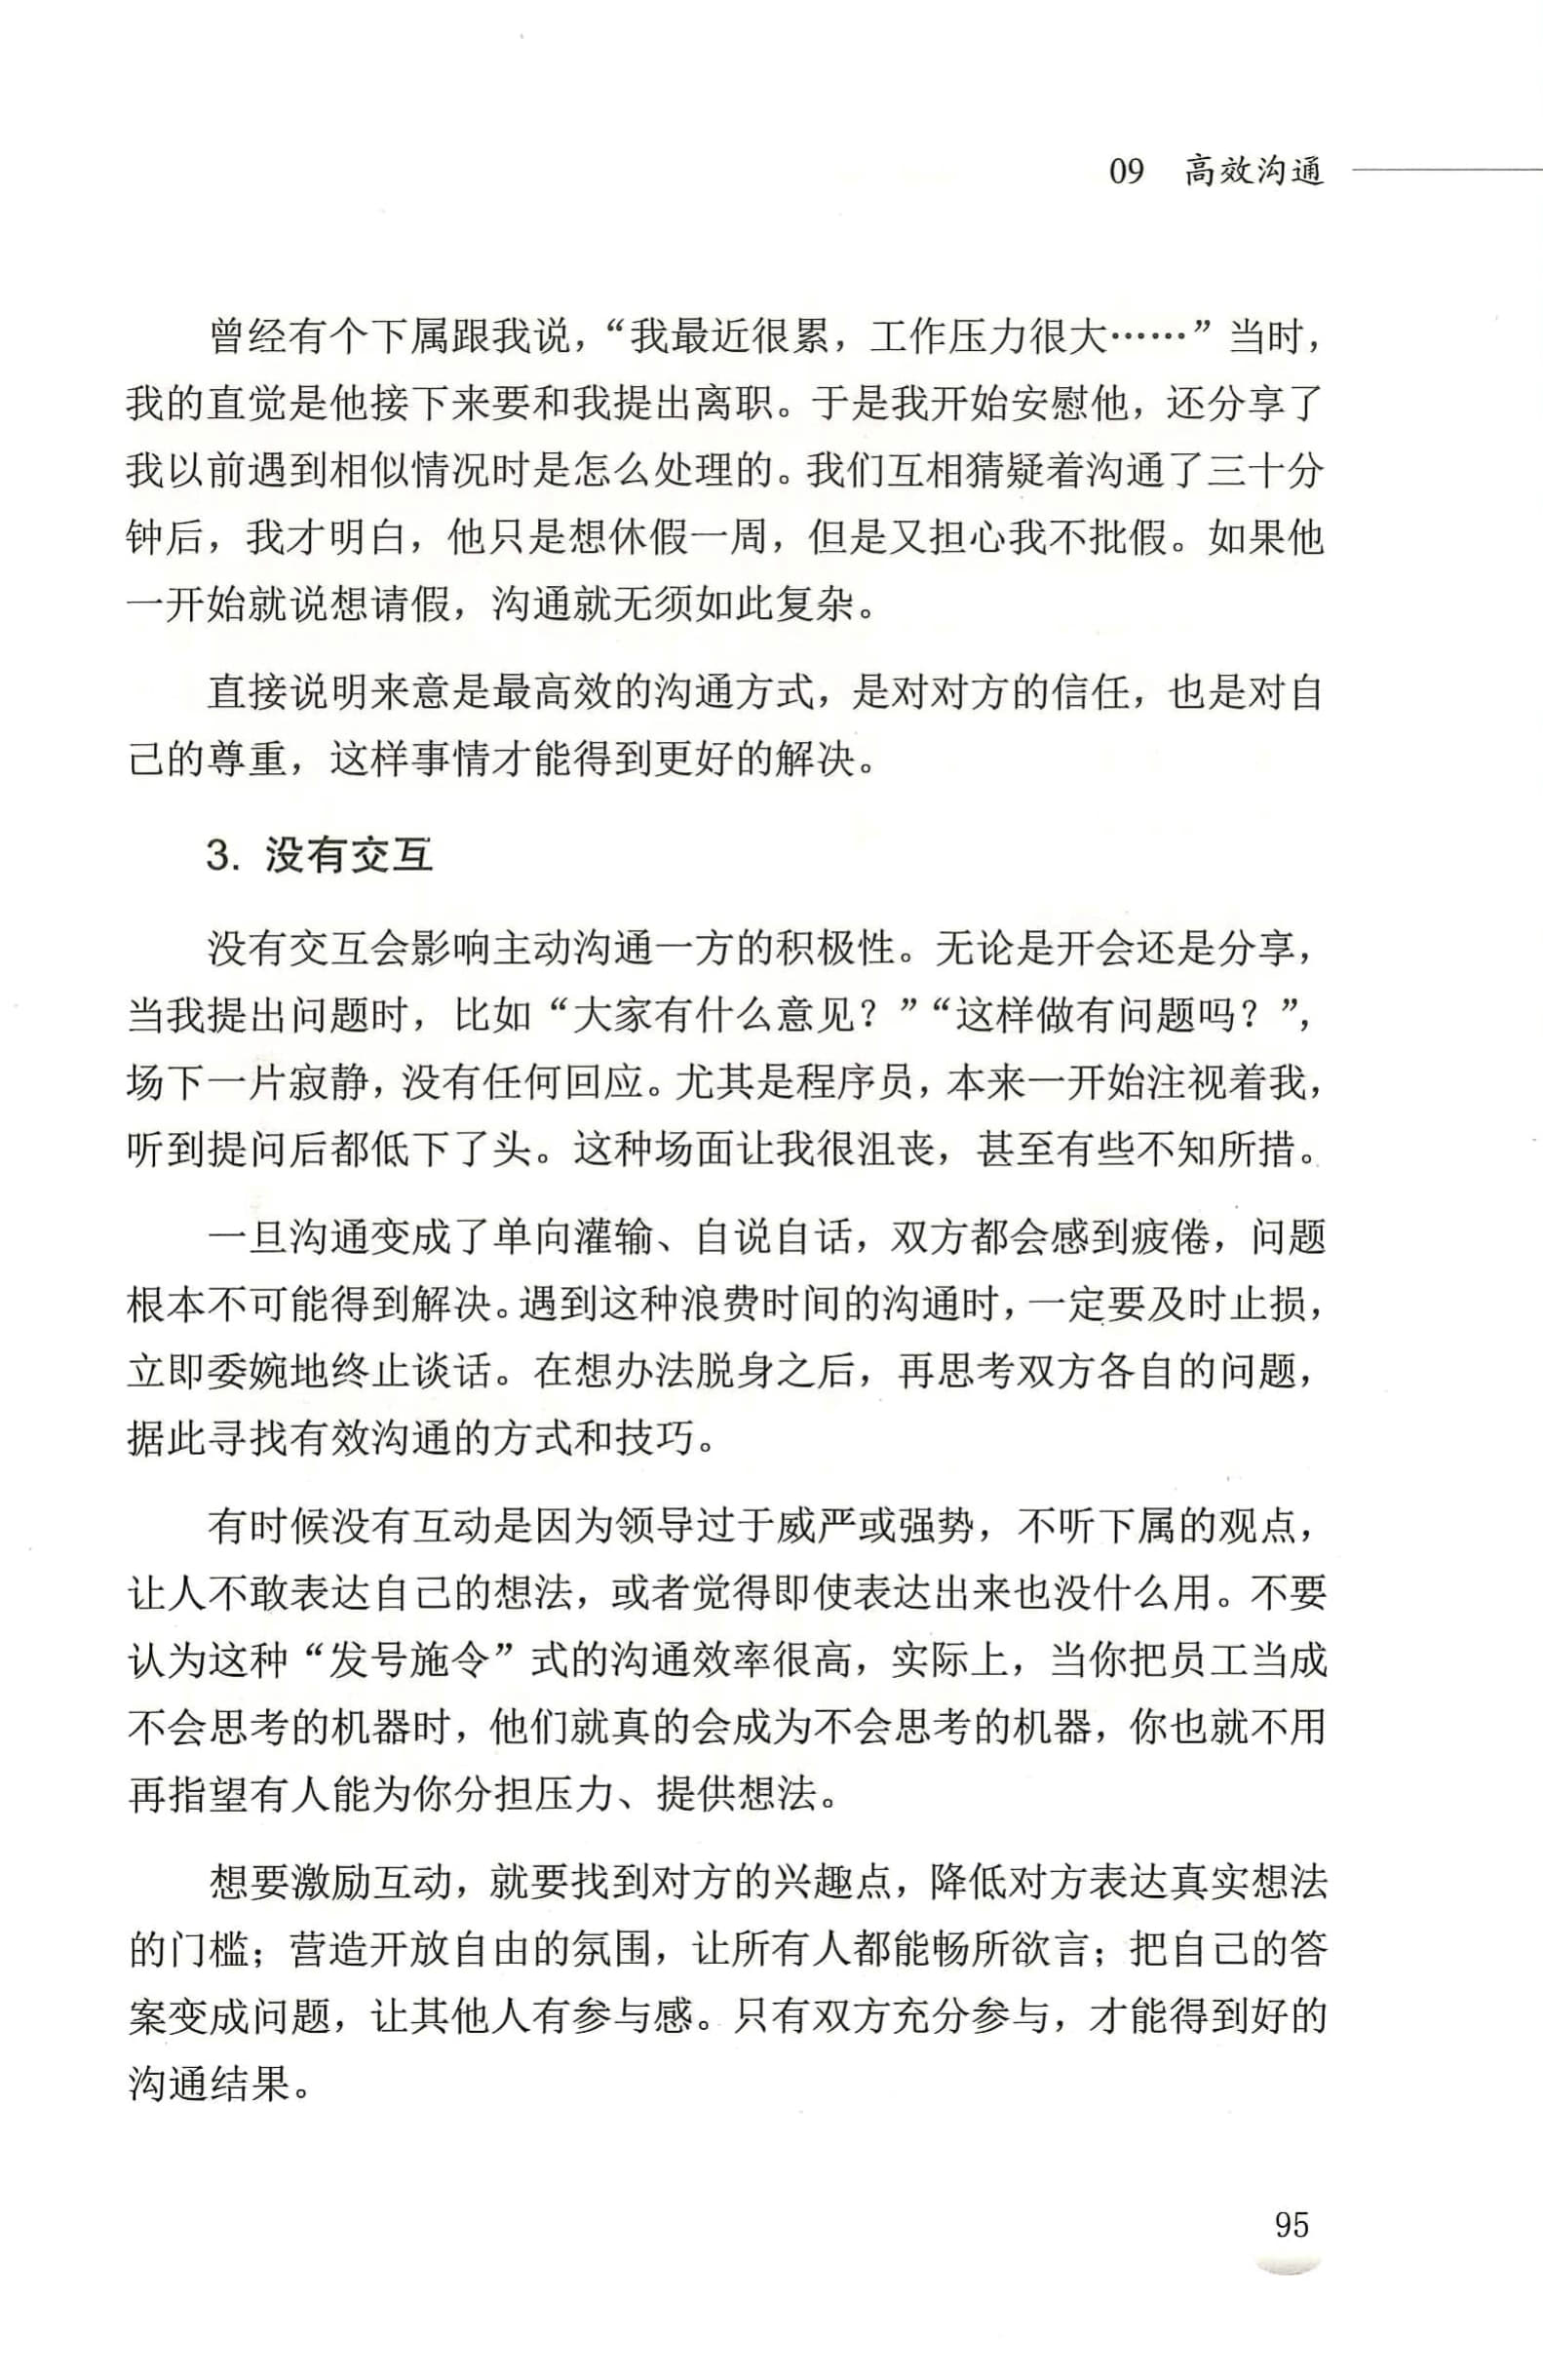 09 高效沟通
曾经有个下属跟我说，“我最近很累，工作压力很大……”当时，
我的直觉是他接下来要和我提出离职。于是我开始安慰他，还分享了
我以前遇到相似情况时是怎么处理的。我们互相猜疑着沟通了三十分
钟后，我才明白，他只是想休假一周，但是又担心我不批假。如果他
一开始就说想请假，沟通就无须如此复杂。
直接说明来意是最高效的沟通方式，是对对方的信任，也是对自
己的尊重，这样事情才能得到更好的解决。
3. 没有交互
没有交互会影响主动沟通一方的积极性。无论是开会还是分享，
当我提出问题时，比如“大家有什么意见？”“这样做有问题吗？”，
场下一片寂静，没有任何回应。尤其是程序员，本来一开始注视着我，
听到提问后都低下了头。这种场面让我很沮丧，甚至有些不知所措。
一旦沟通变成了单向灌输、自说自话，双方都会感到疲倦，问题
根本不可能得到解决。遇到这种浪费时间的沟通时，一定要及时止损，
立即委婉地终止谈话。在想办法脱身之后，再思考双方各自的问题，
据此寻找有效沟通的方式和技巧。
有时候没有互动是因为领导过于威严或强势，不听下属的观点，
让人不敢表达自己的想法，或者觉得即使表达出来也没什么用。不要
认为这种“发号施令”式的沟通效率很高，实际上，当你把员工当成
不会思考的机器时，他们就真的会成为不会思考的机器，你也就不用
再指望有人能为你分担压力、提供想法。
想要激励互动，就要找到对方的兴趣点，降低对方表达真实想法
的门槛；营造开放自由的氛围，让所有人都能畅所欲言；把自己的答
案变成问题，让其他人有参与感。只有双方充分参与，才能得到好的
沟通结果。
95